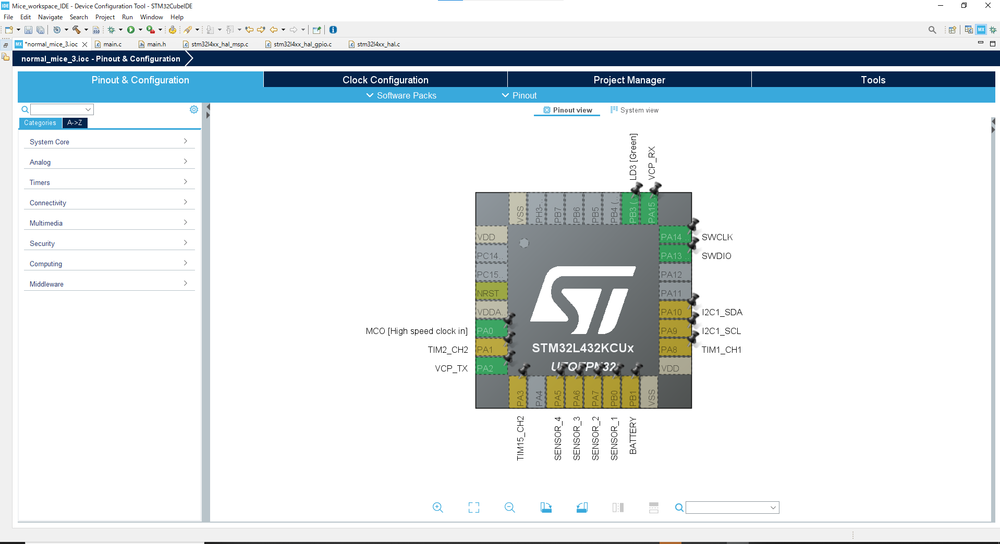 IDE Mice_workspace_IDE - Device Configuration Tool - STM32CubeIDE
File Edit Navigate Search Project Run Window Help
MX *normal_mice_3.ioc main.c main.h stm32l4xx_hal_msp.c stm32l4xx_hal_gpio.c stm32l4xx_hal.c
normal_mice_3.ioc - Pinout & Configuration
Pinout & Configuration Clock Configuration Project Manager Tools
Software Packs Pinout
Pinout view System view
Categories A->Z
System Core
Analog
Timers
Connectivity
Multimedia
Security
Computing
Middleware
LD3 [Green]
VCP_RX
VSS
PH3-..
PB7
PB6
PB5
PB4 (..
PB3 (..
PA15
VDD
PC14..
PC15..
NRST
VDDA..
MCO [High speed clock in] PA0
TIM2_CH2 PA1
VCP_TX PA2
PA14 .. SWCLK
PA13 .. SWDIO
PA12
PA11
PA10 I2C1_SDA
PA9 I2C1_SCL
PA8 TIM1_CH1
VDD
ST
STM32L432KCUx
UFQFPN32
PA3
PA4
PA5
PA6
PA7
PB0
PB1
VSS
TIM15_CH2
SENSOR_4
SENSOR_3
SENSOR_2
SENSOR_1
BATTERY